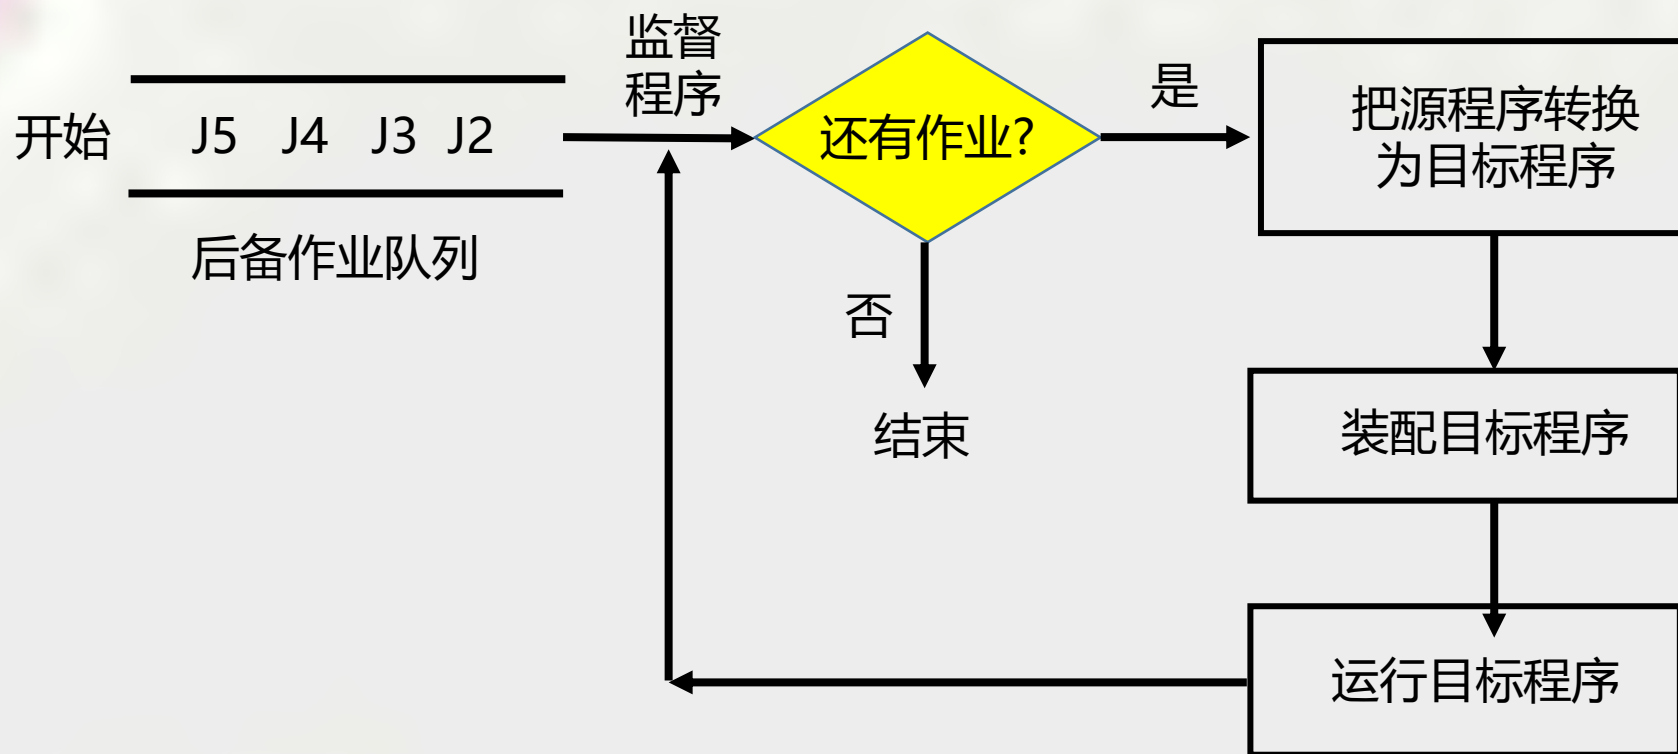 监督
程序
开始
J5 J4 J3 J2
后备作业队列
还有作业?
是
否
结束
把源程序转换
为目标程序
装配目标程序
运行目标程序